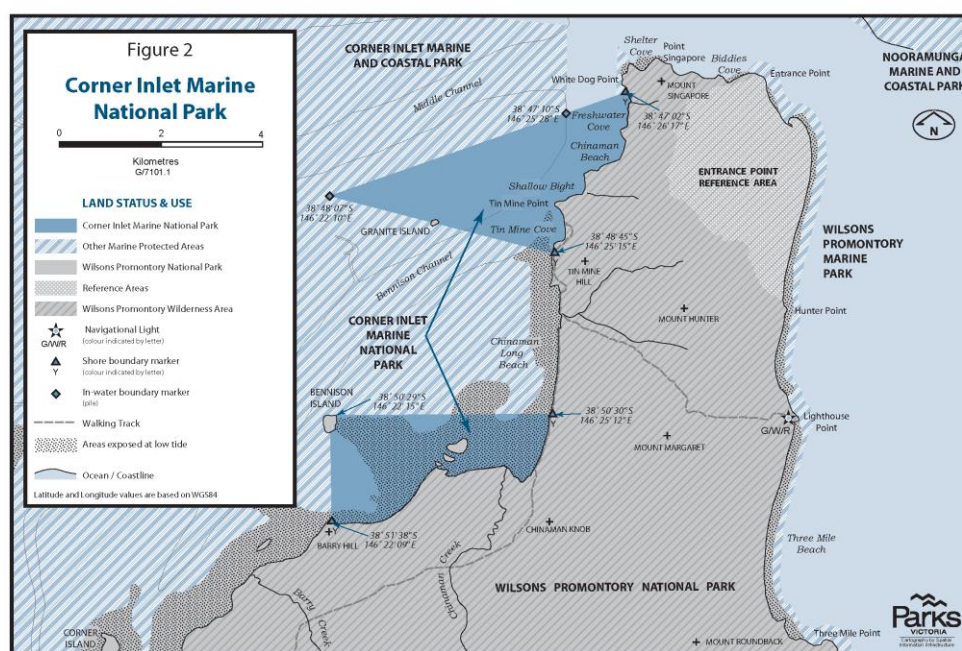 Figure 2
Corner Inlet Marine
National Park
0 2 4
Kilometres
G/7101.1
LAND STATUS & USE
Corner Inlet Marine National Park
Other Marine Protected Areas
Wilsons Promontory National Park
Reference Areas
Wilsons Promontory Wilderness Area
Navigational Light
(colour indicated by letter)
G/W/R
Shore boundary marker
(colour indicated by letter)
Y
In-water boundary marker
(pile)
Walking Track
Areas exposed at low tide
Ocean / Coastline
Latitude and Longitude values are based on WGS84
CORNER INLET MARINE
AND COASTAL PARK
Middle Channel
Shelter
Cove
Point
Singapore
Biddies
Cove
Entrance Point
NOORAMUNGA
MARINE AND
COASTAL PARK
N
White Dog Point
Y
MOUNT
SINGAPORE
38° 47' 10"S
146° 25' 28" E
Freshwater
Cove
38° 47' 02"S
146° 26' 17" E
Chinaman
Beach
ENTRANCE POINT
REFERENCE AREA
Shallow Bight
38° 48' 07"S
146° 22' 10" E
Tin Mine Point
GRANITE ISLAND
Tin Mine Cove
38° 48' 45"S
146° 25' 15" E
Y
WILSONS
PROMONTORY
MARINE
PARK
Bennison Channel
TIN MINE
HILL
MOUNT HUNTER
Hunter Point
CORNER INLET
MARINE
NATIONAL
PARK
Chinaman
Long
Beach
BENNISON
ISLAND
38° 50' 29"S
146° 22' 15" E
38° 50' 30"S
146° 25' 12" E
Y
G/W/R
Lighthouse
Point
MOUNT MARGARET
38° 51' 38"S
146° 22' 09" E
Y
BARRY HILL
CHINAMAN KNOB
Three Mile
Beach
Chinaman Creek
Barry
Creek
WILSONS PROMONTORY NATIONAL PARK
CORNER
ISLAND
MOUNT ROUNDBACK
Three Mile Point
Parks
VICTORIA
Cartography by Spatial
Information Infrastructure